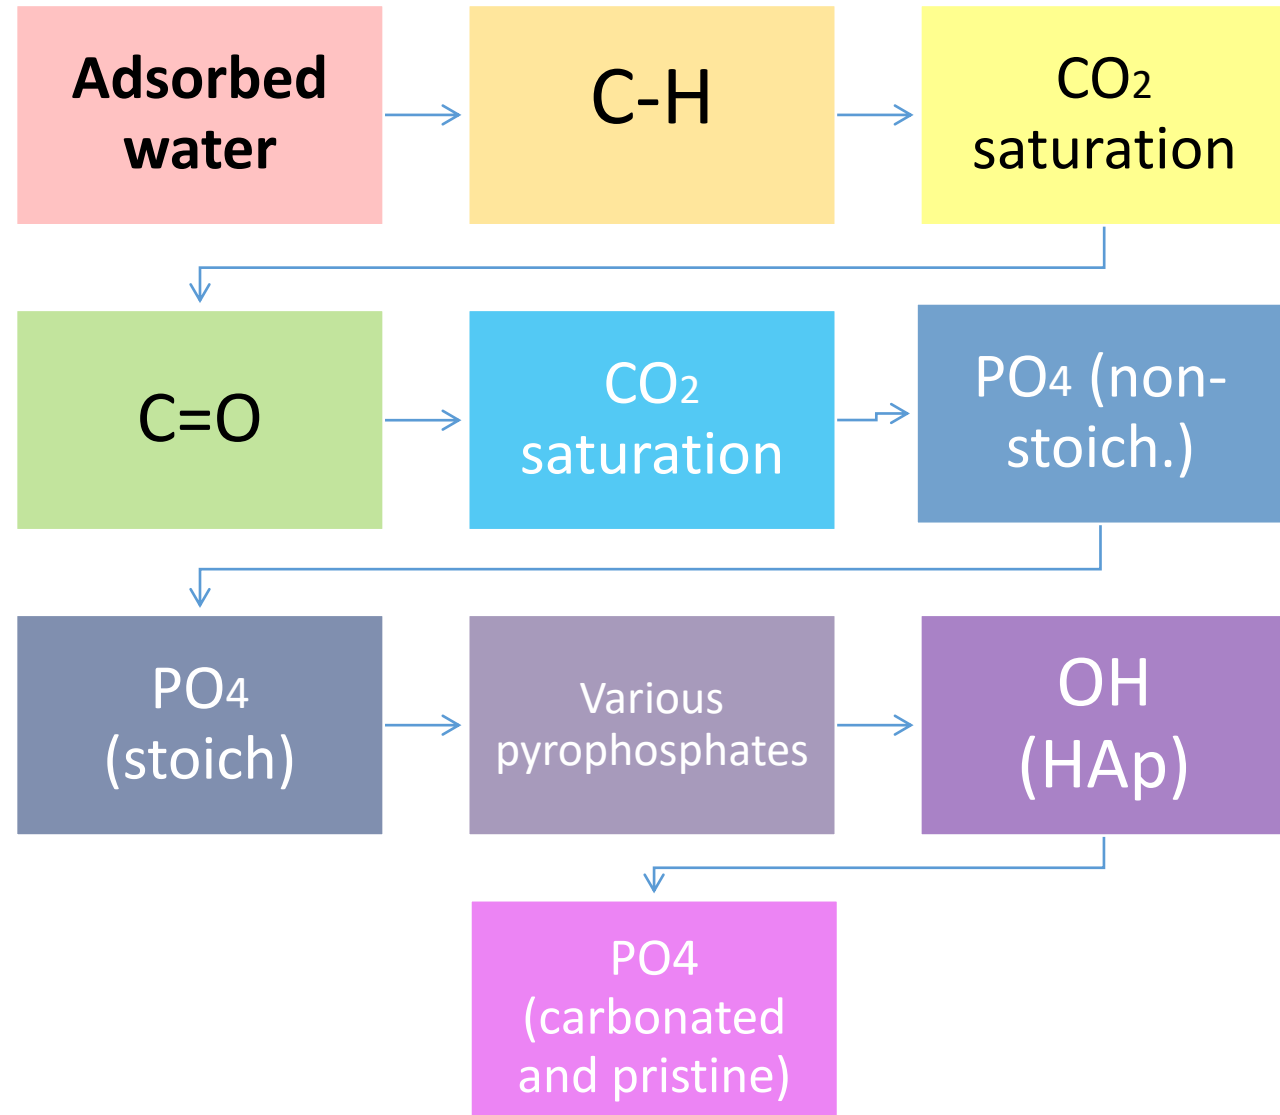 Adsorbed
water
C-H
CO2
saturation
C=O
CO2
saturation
PO4 (non-
stoich.)
PO4
(stoich)
Various
pyrophosphates
OH
(HAp)
PO4
(carbonated
and pristine)